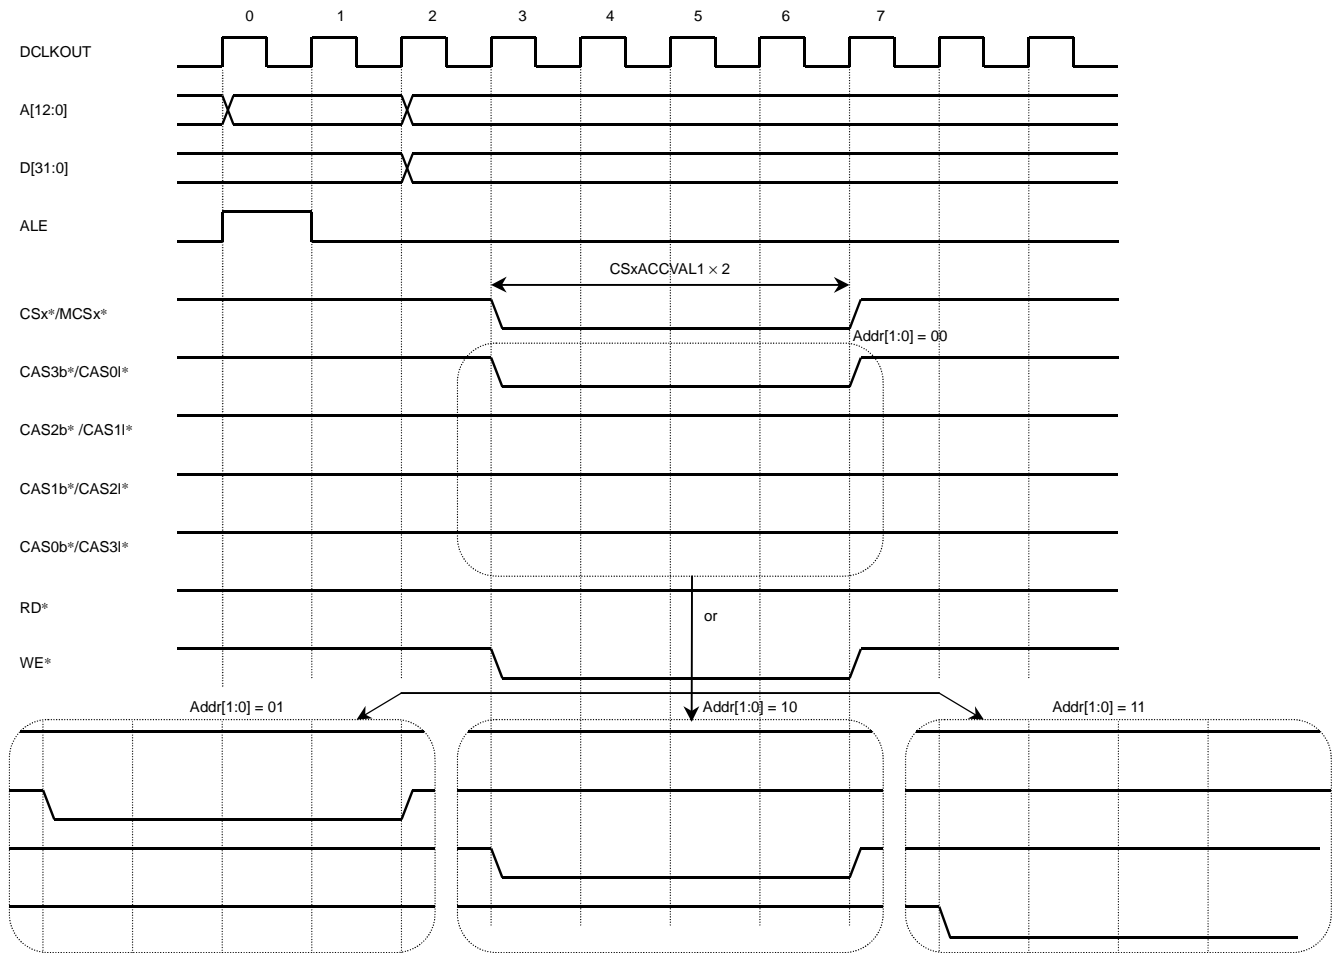 0 1 2 3 4 5 6 7
DCLKOUT
A[12:0]
D[31:0]
ALE
CSxACCVAL1 × 2
CSx*/MCSx*
Addr[1:0] = 00
CAS3b*/CAS0l*
CAS2b* /CAS1l*
CAS1b*/CAS2l*
CAS0b*/CAS3l*
RD*
or
WE*
Addr[1:0] = 01 Addr[1:0] = 10 Addr[1:0] = 11